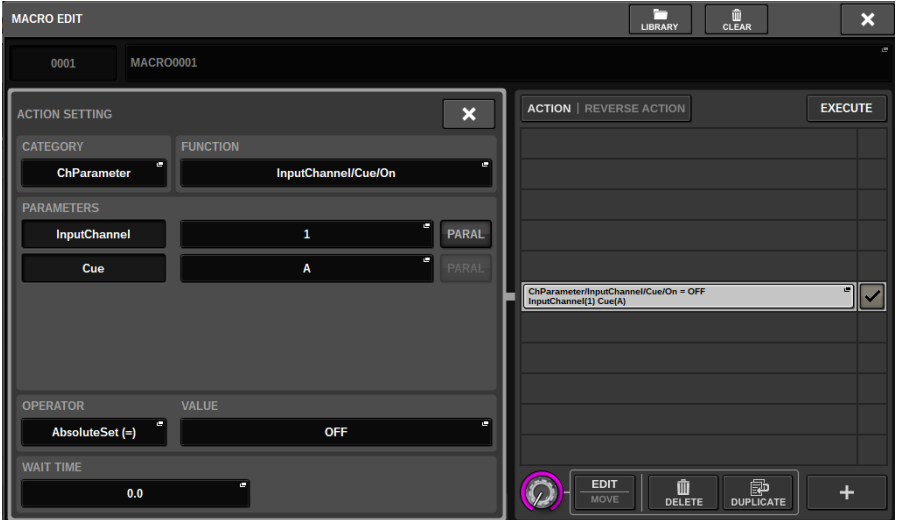 MACRO EDIT
LIBRARY
CLEAR
0001
MACRO0001
ACTION SETTING
CATEGORY
FUNCTION
ChParameter
InputChannel/Cue/On
PARAMETERS
InputChannel
1
PARAL
Cue
A
PARAL
OPERATOR
VALUE
AbsoluteSet (=)
OFF
WAIT TIME
0.0
ACTION | REVERSE ACTION
EXECUTE
ChParameter/InputChannel/Cue/On = OFF
InputChannel(1) Cue(A)
EDIT
MOVE
DELETE
DUPLICATE
+